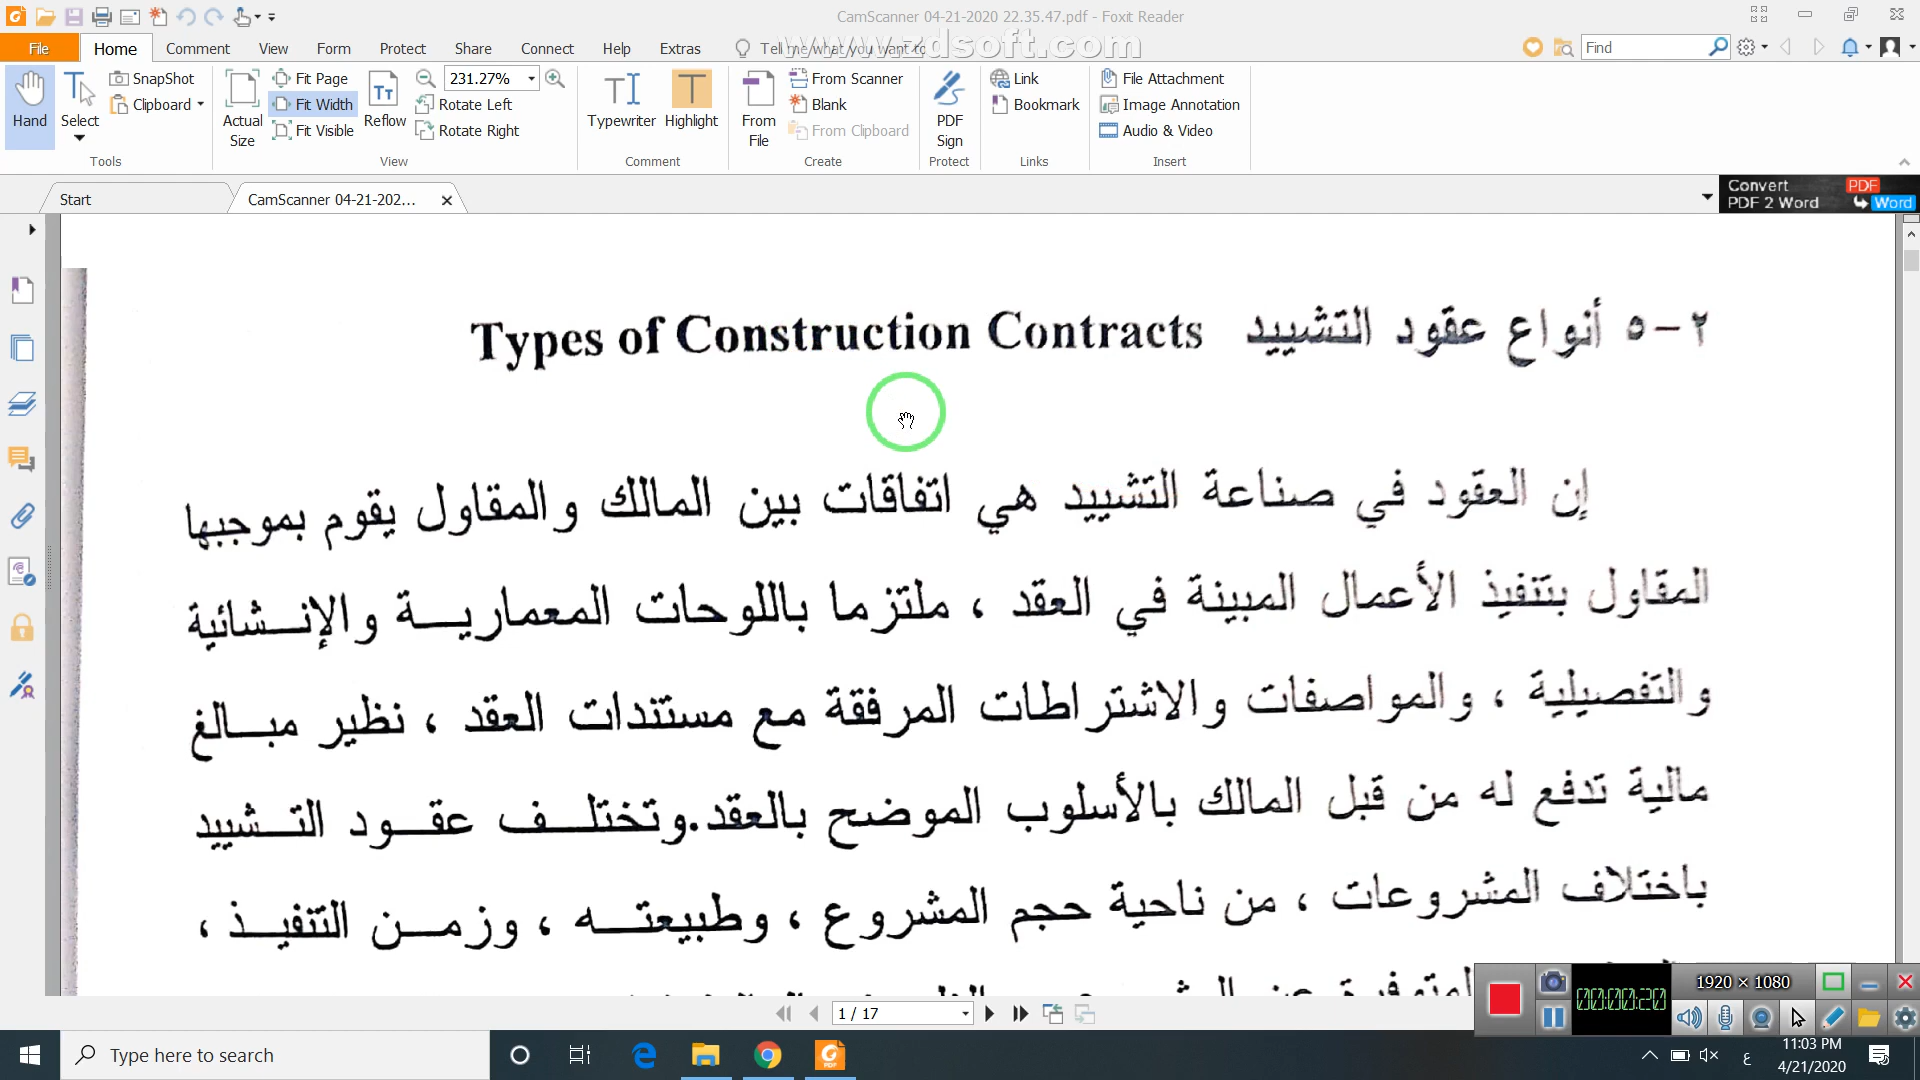 CamScanner 04-21-2020 22.35.47.pdf - Foxit Reader
File Home Comment View Form Protect Share Connect Help Extras Tell me what you want to
www.zdsoft.com
Find
Hand
Select
SnapShot
Clipboard
Tools
Actual Size
Fit Page
Fit Width
Fit Visible
Reflow
231.27%
Rotate Left
Rotate Right
View
Typewriter
Highlight
Comment
From File
From Scanner
Blank
From Clipboard
Create
PDF Sign
Protect
Link
Bookmark
Links
File Attachment
Image Annotation
Audio & Video
Insert
Start
CamScanner 04-21-202...
Convert PDF
PDF 2 Word Word
٢-٥ أنواع عقود التشييد Types of Construction Contracts
إن العقود في صناعة التشييد هي اتفاقات بين المالك والمقاول يقوم بموجبها
المقاول بتنفيذ الأعمال المبينة في العقد ، ملتزما باللوحات المعمارية والإنشائية
والتفصيلية ، والمواصفات والاشتراطات المرفقة مع مستندات العقد ، نظير مبالغ
مالية تدفع له من قبل المالك بالأسلوب الموضح بالعقد.وتختلف عقود التشييد
باختلاف المشروعات ، من ناحية حجم المشروع ، وطبيعته ، وزمن التنفيذ ،
1 / 17
1920 × 1080
00:00:20
Type here to search
ع
11:03 PM
4/21/2020